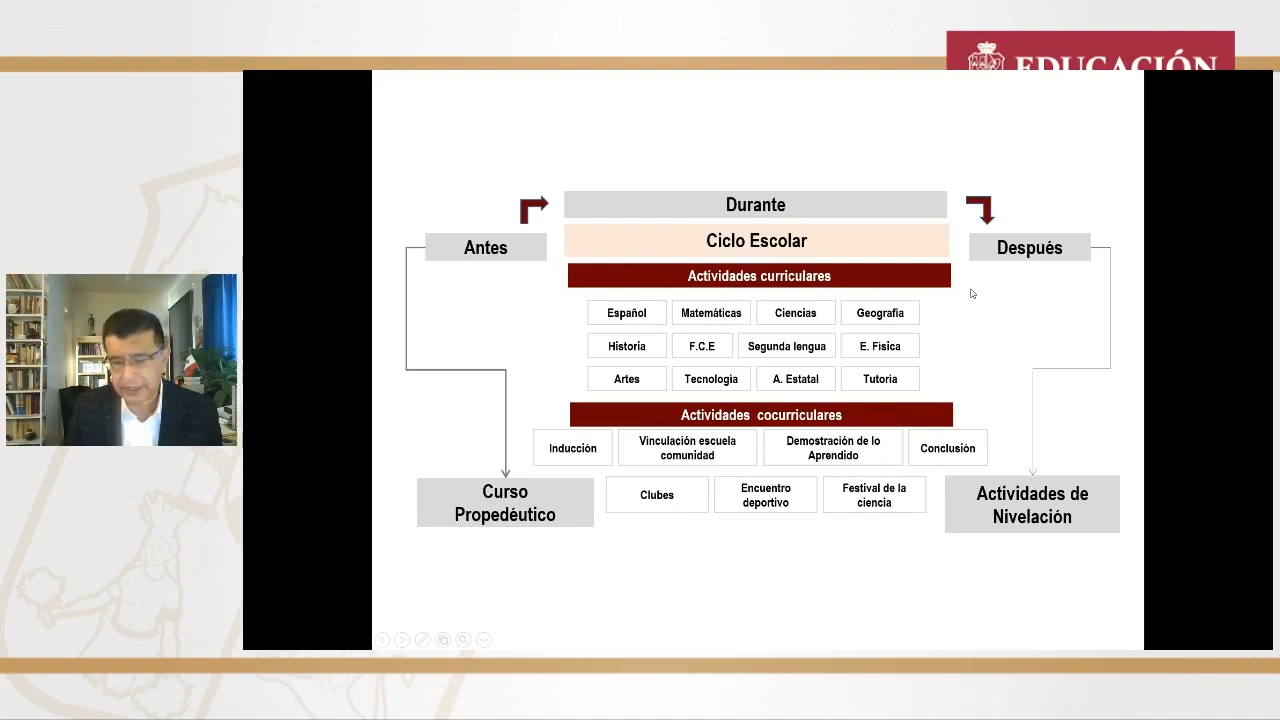 EDUCACIÓN
Durante
Antes
Ciclo Escolar
Después
Actividades curriculares
Español
Matemáticas
Ciencias
Geografía
Historia
F.C.E
Segunda lengua
E. Física
Artes
Tecnología
A. Estatal
Tutoria
Actividades cocurriculares
Inducción
Vinculación escuela
comunidad
Demostración de lo
Aprendido
Conclusión
Curso
Propedéutico
Clubes
Encuentro
deportivo
Festival de la
ciencia
Actividades de
Nivelación